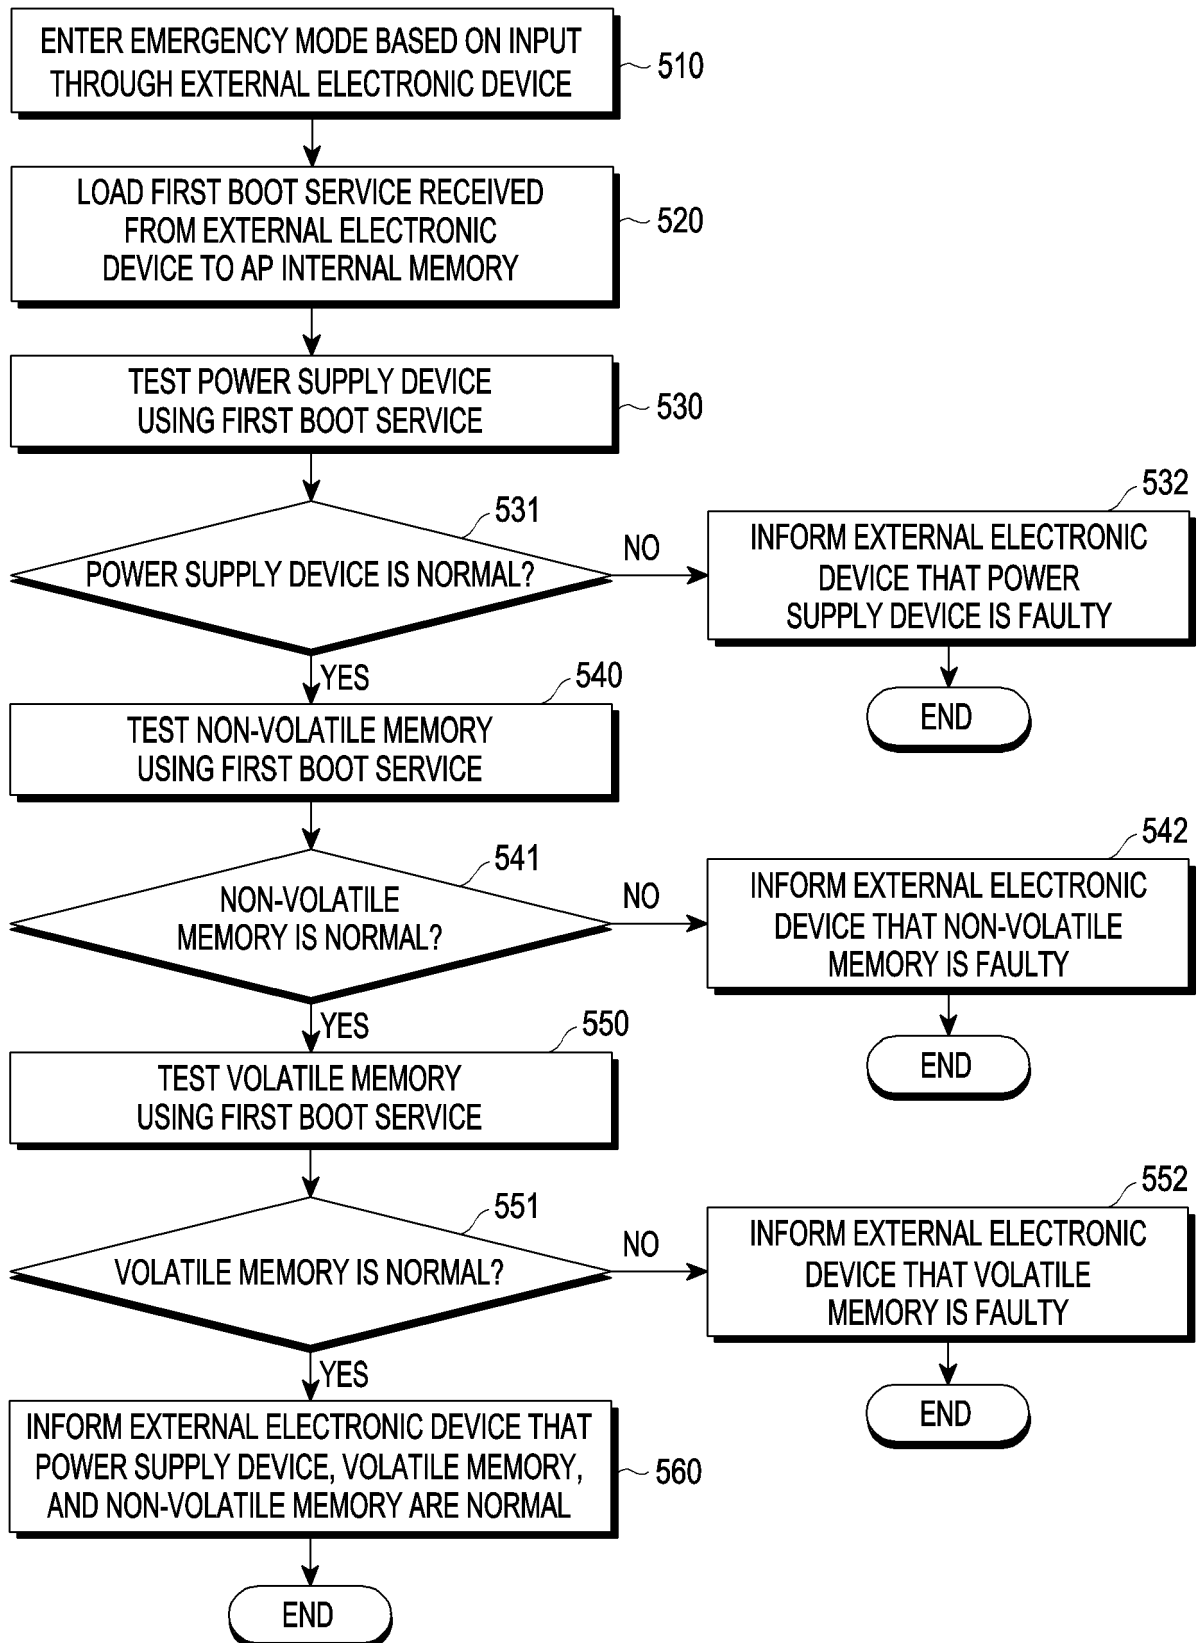 ENTER EMERGENCY MODE BASED ON INPUT
THROUGH EXTERNAL ELECTRONIC DEVICE
510
LOAD FIRST BOOT SERVICE RECEIVED
FROM EXTERNAL ELECTRONIC
DEVICE TO AP INTERNAL MEMORY
520
TEST POWER SUPPLY DEVICE
USING FIRST BOOT SERVICE
530
531
POWER SUPPLY DEVICE IS NORMAL?
NO
532
INFORM EXTERNAL ELECTRONIC
DEVICE THAT POWER
SUPPLY DEVICE IS FAULTY
END
YES
540
TEST NON-VOLATILE MEMORY
USING FIRST BOOT SERVICE
541
NON-VOLATILE
MEMORY IS NORMAL?
NO
542
INFORM EXTERNAL ELECTRONIC
DEVICE THAT NON-VOLATILE
MEMORY IS FAULTY
END
YES
550
TEST VOLATILE MEMORY
USING FIRST BOOT SERVICE
551
VOLATILE MEMORY IS NORMAL?
NO
552
INFORM EXTERNAL ELECTRONIC
DEVICE THAT VOLATILE
MEMORY IS FAULTY
END
YES
INFORM EXTERNAL ELECTRONIC DEVICE THAT
POWER SUPPLY DEVICE, VOLATILE MEMORY,
AND NON-VOLATILE MEMORY ARE NORMAL
560
END